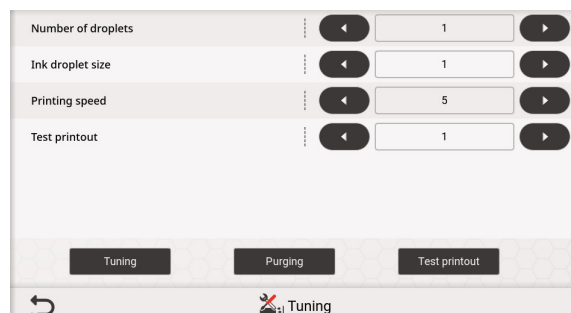 Number of droplets 1
Ink droplet size 1
Printing speed 5
Test printout 1
Tuning Purging Test printout
Tuning